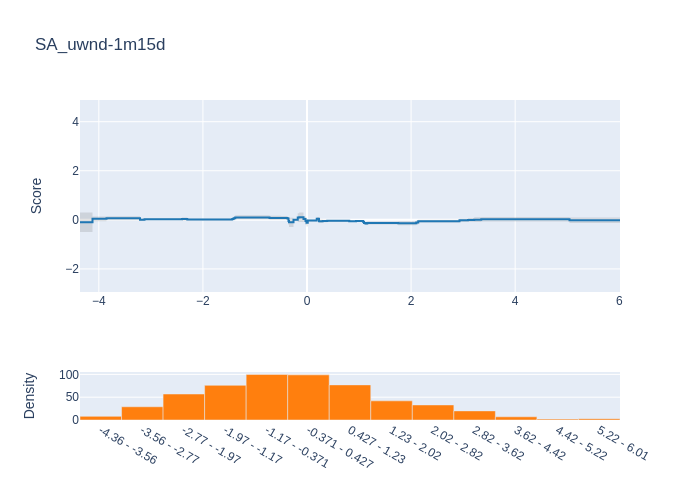 SA_uwnd-1m15d
Score
4
2
0
−2
−4
−2
0
2
4
6
Density
100
50
0
-4.36 - -3.56
-3.56 - -2.77
-2.77 - -1.97
-1.97 - -1.17
-1.17 - -0.371
-0.371 - 0.427
0.427 - 1.23
1.23 - 2.02
2.02 - 2.82
2.82 - 3.62
3.62 - 4.42
4.42 - 5.22
5.22 - 6.01